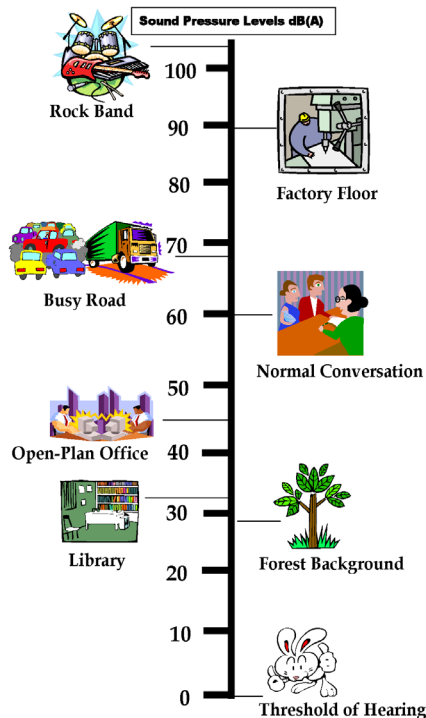 Sound Pressure Levels dB(A)
100
Rock Band
90
80
Factory Floor
70
Busy Road
60
Normal Conversation
50
Open-Plan Office
40
30
Library
Forest Background
20
10
0
Threshold of Hearing